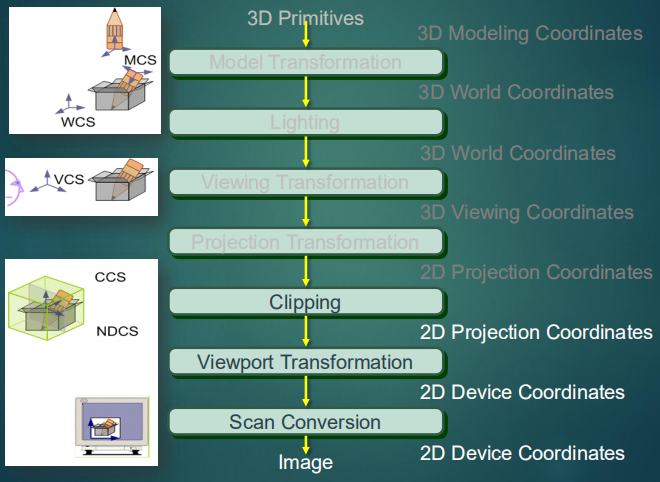 3D Primitives
3D Modeling Coordinates
MCS
Model Transformation
3D World Coordinates
WCS
Lighting
3D World Coordinates
VCS
Viewing Transformation
3D Viewing Coordinates
Projection Transformation
2D Projection Coordinates
CCS
Clipping
NDCS
2D Projection Coordinates
Viewport Transformation
2D Device Coordinates
Scan Conversion
2D Device Coordinates
Image